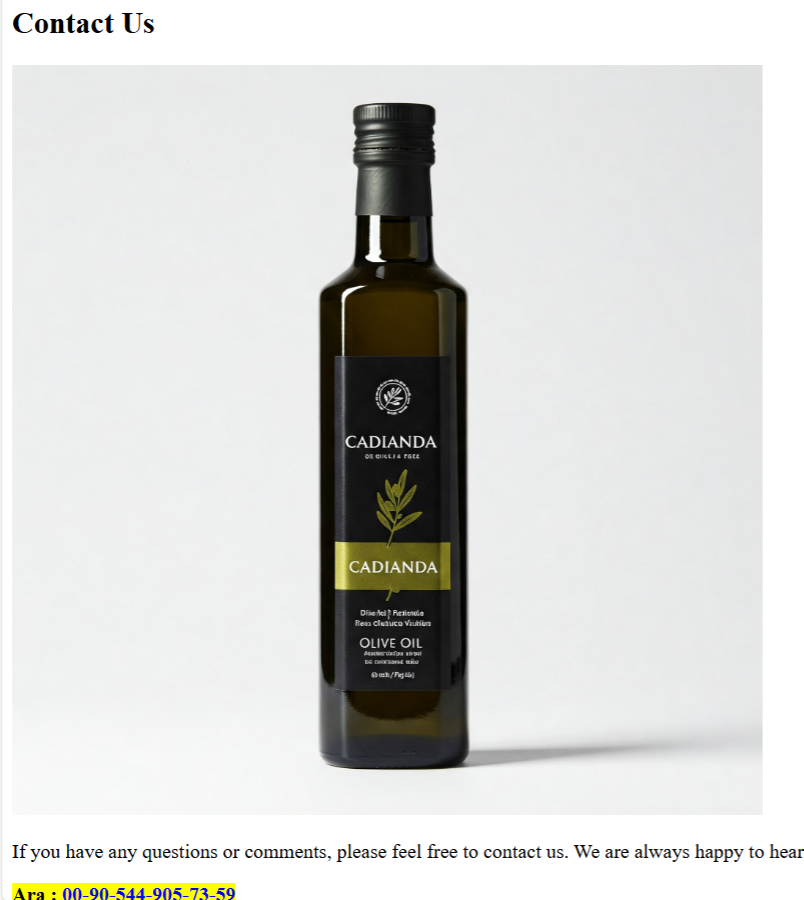 Contact Us
CADIANDA
CADIANDA
OLIVE OIL
If you have any questions or comments, please feel free to contact us. We are always happy to hear
Ara : 00-90-544-905-73-59